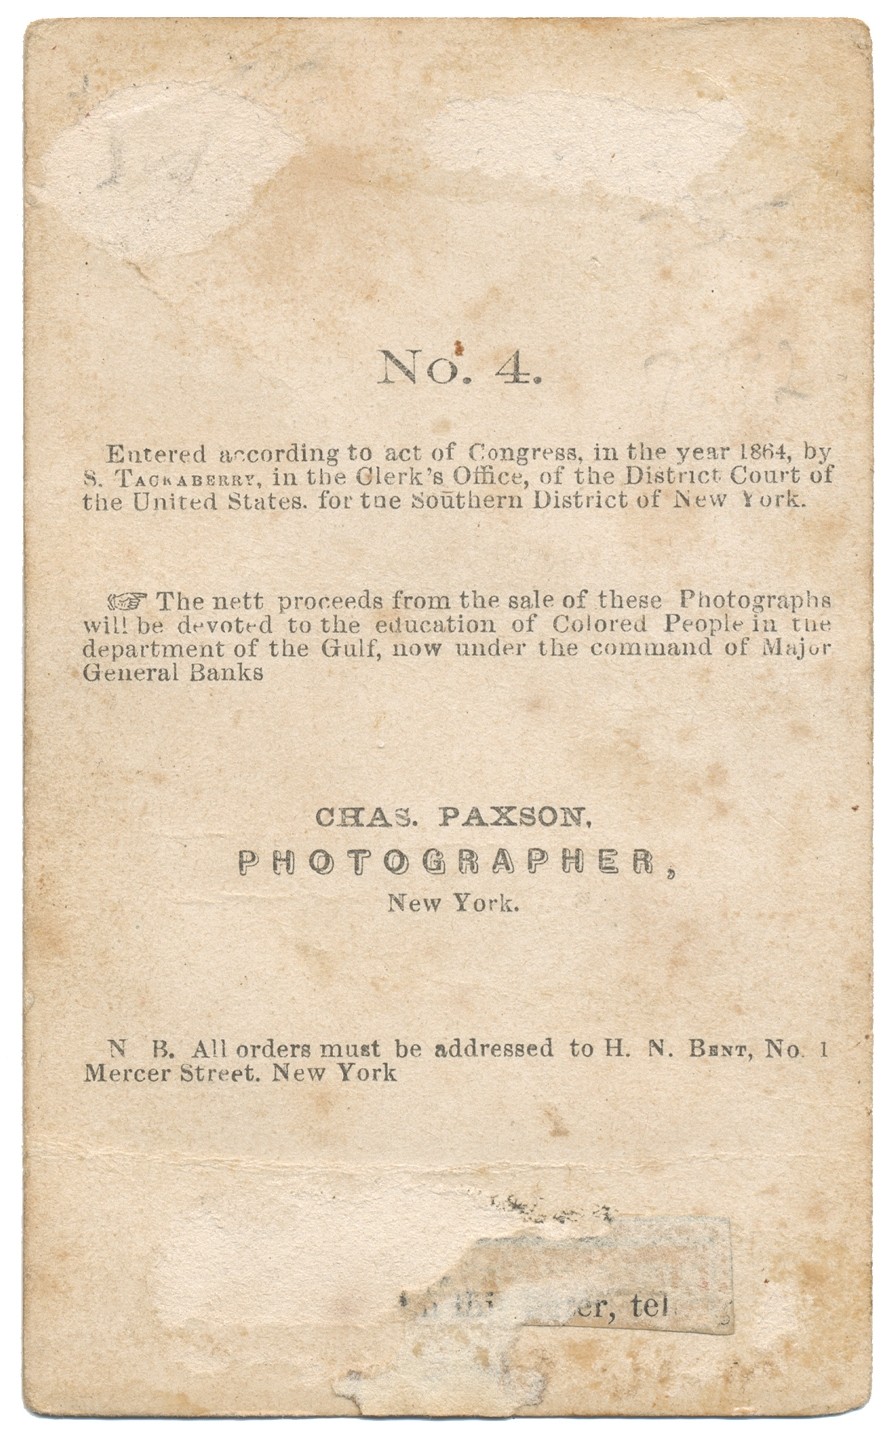 No. 4.
Entered according to act of Congress, in the year 1864, by
S. TACKABERRY, in the Clerk's Office, of the District Court of
the United States. for the Southern District of New York.
☞ The nett proceeds from the sale of these Photographs
will be devoted to the education of Colored People in the
department of the Gulf, now under the command of Major
General Banks
CHAS. PAXSON,
PHOTOGRAPHER,
New York.
N B. All orders must be addressed to H. N. BENT, No. 1
Mercer Street. New York